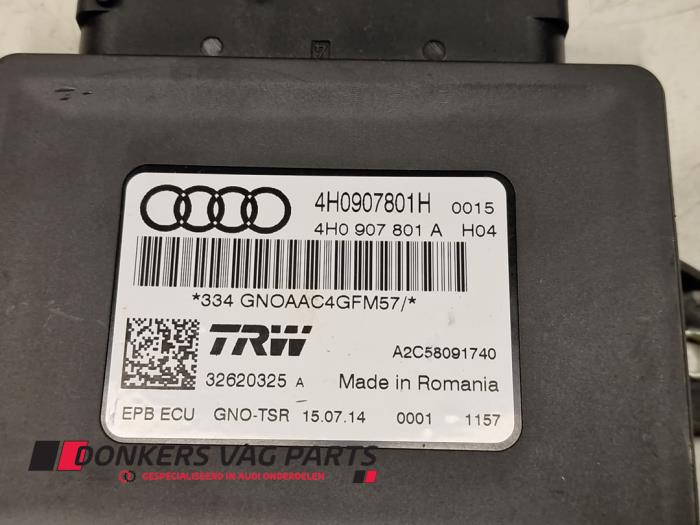 4H0907801H 0015
4H0 907 801 A H04
*334 GNOAAC4GFM57/*
TRW
A2C58091740
32620325 A Made in Romania
EPB ECU GNO-TSR 15.07.14 0001 1157
DONKERS VAG PARTS
GESPECIALISEERD IN AUDI ONDERDELEN